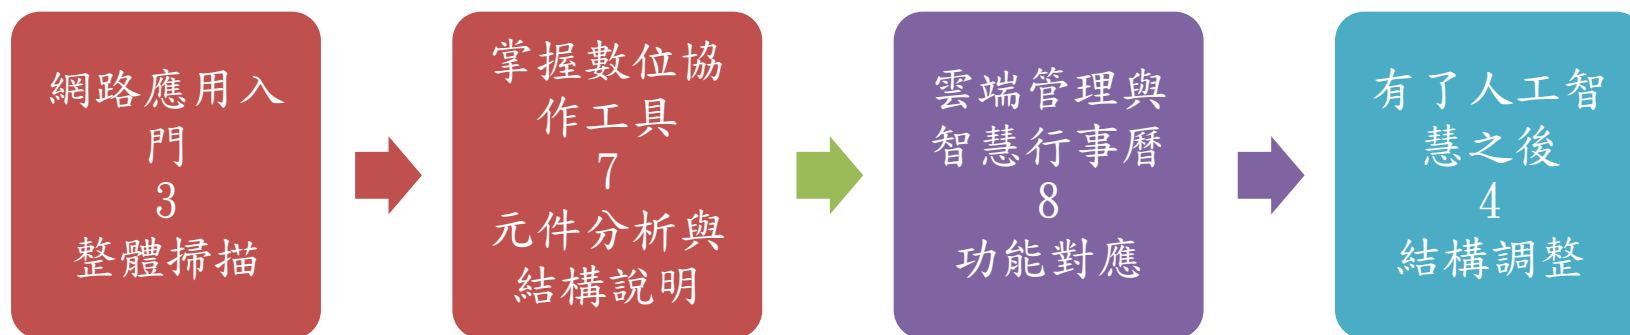 網路應用入
門
3
整體掃描
掌握數位協
作工具
7
元件分析與
結構說明
雲端管理與
智慧行事曆
8
功能對應
有了人工智
慧之後
4
結構調整